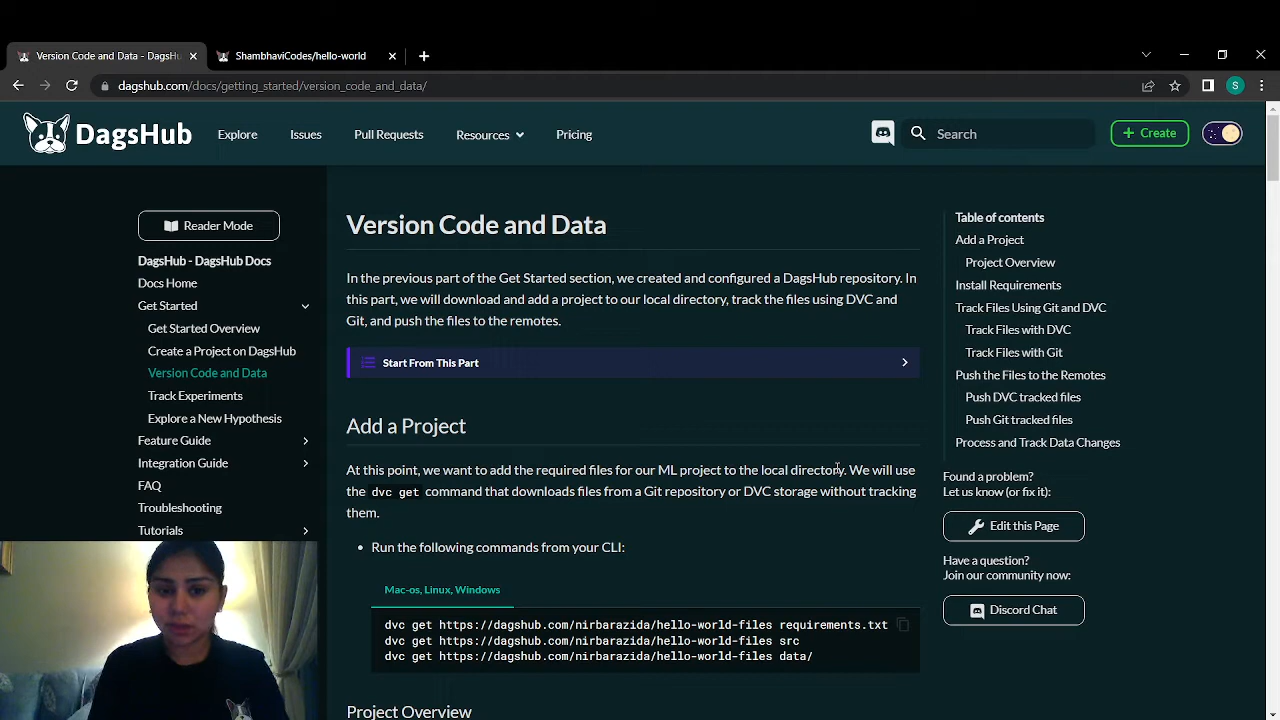 Version Code and Data - DagsHu
ShambhaviCodes/hello-world
dagshub.com/docs/getting_started/version_code_and_data/
S
DagsHub
Explore
Issues
Pull Requests
Resources
Pricing
Search
+ Create
Reader Mode
DagsHub - DagsHub Docs
Docs Home
Get Started
Get Started Overview
Create a Project on DagsHub
Version Code and Data
Track Experiments
Explore a New Hypothesis
Feature Guide
Integration Guide
FAQ
Troubleshooting
Tutorials
Version Code and Data
In the previous part of the Get Started section, we created and configured a DagsHub repository. In
this part, we will download and add a project to our local directory, track the files using DVC and
Git, and push the files to the remotes.
Start From This Part
Add a Project
At this point, we want to add the required files for our ML project to the local directory. We will use
the dvc get command that downloads files from a Git repository or DVC storage without tracking
them.
• Run the following commands from your CLI:
Mac-os, Linux, Windows
dvc get https://dagshub.com/nirbarazida/hello-world-files requirements.txt
dvc get https://dagshub.com/nirbarazida/hello-world-files src
dvc get https://dagshub.com/nirbarazida/hello-world-files data/
Project Overview
Table of contents
Add a Project
Project Overview
Install Requirements
Track Files Using Git and DVC
Track Files with DVC
Track Files with Git
Push the Files to the Remotes
Push DVC tracked files
Push Git tracked files
Process and Track Data Changes
Found a problem?
Let us know (or fix it):
Edit this Page
Have a question?
Join our community now:
Discord Chat